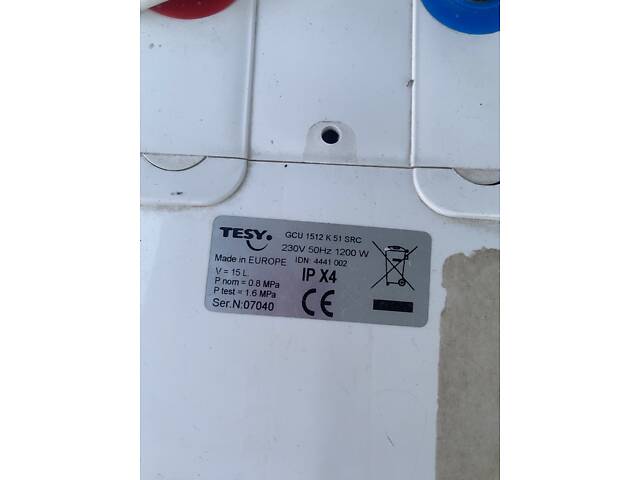 TESY.
GCU 1512 K 51 SRC
230V 50Hz 1200 W
Made in EUROPE IDN: 4441 002
V = 15 L
P nom = 0.8 MPa
P test = 1.6 MPa
Ser.N:07040
IP X4
CE